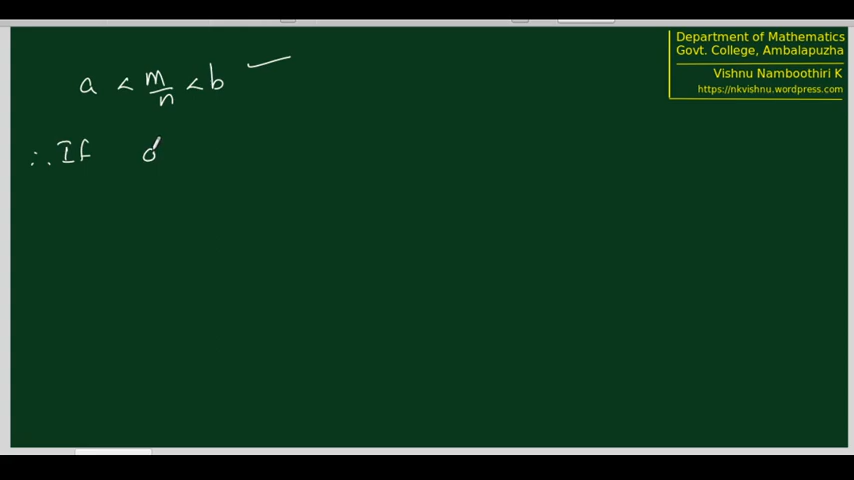 Department of Mathematics
Govt. College, Ambalapuzha
Vishnu Namboothiri K
https://nkvishnu.wordpress.com
a < m/n < b ✓
∴ If